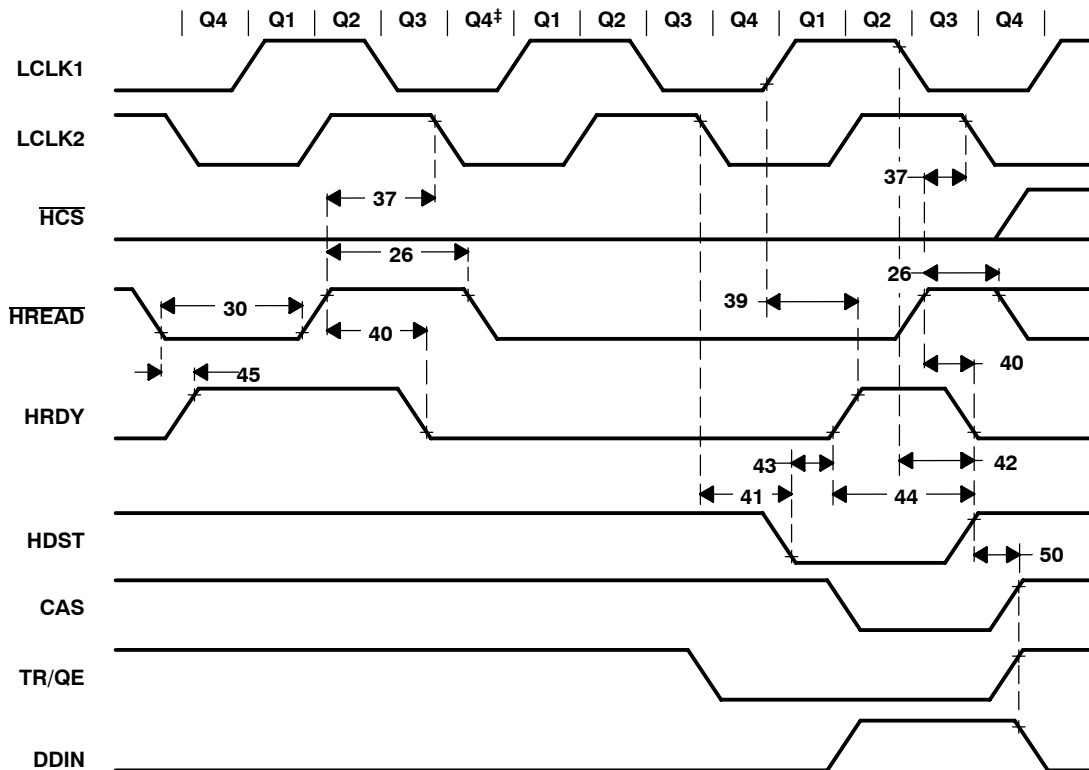 Q4 Q1 Q2 Q3 Q4‡ Q1 Q2 Q3 Q4 Q1 Q2 Q3 Q4
LCLK1
LCLK2
37
37
HCS
26
26
30
39
HREAD
40
40
45
HRDY
43
42
41
44
HDST
50
CAS
TR/QE
DDIN